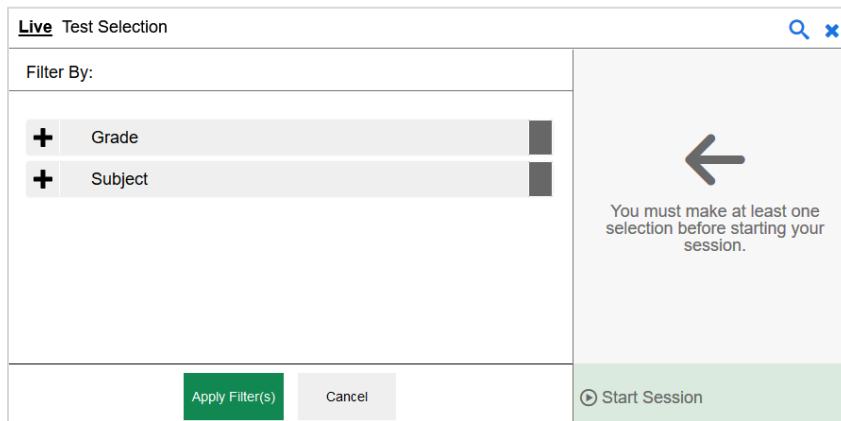 Live Test Selection
Filter By:
Grade
Subject
You must make at least one
selection before starting your
session.
Apply Filter(s)
Cancel
Start Session